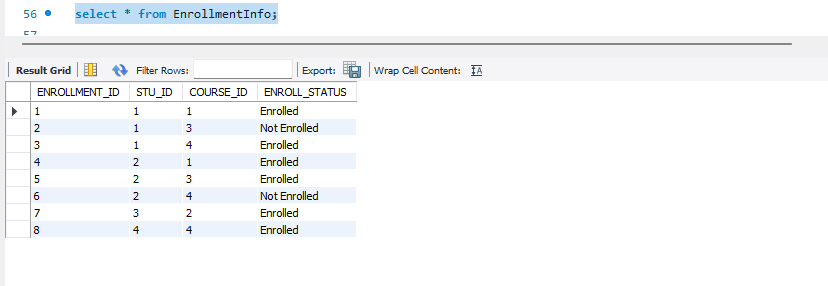 56 select * from EnrollmentInfo;
57
Result Grid Filter Rows: Export: Wrap Cell Content: IA
ENROLLMENT_ID STU_ID COURSE_ID ENROLL_STATUS
1 1 1 Enrolled
2 1 3 Not Enrolled
3 1 4 Enrolled
4 2 1 Enrolled
5 2 3 Enrolled
6 2 4 Not Enrolled
7 3 2 Enrolled
8 4 4 Enrolled